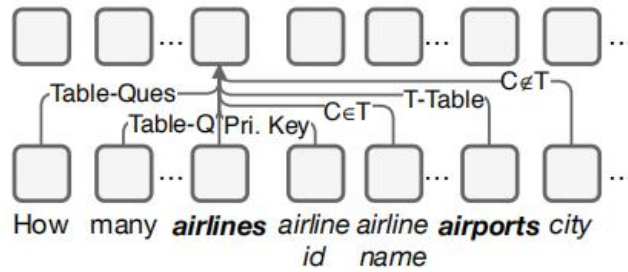 ... ... ...
C∉T
Table-Ques T-Table
C∈T
Table-Q Pri. Key
... ... ...
How many airlines airline airline airports city
id name